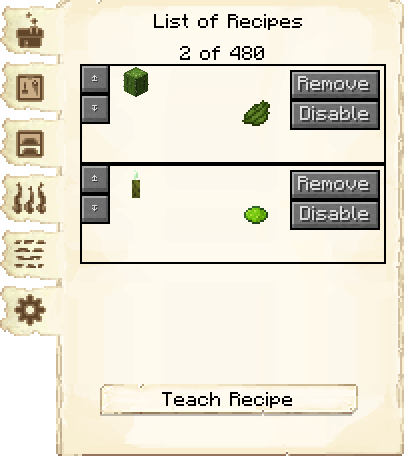 List of Recipes
2 of 480
Remove
Disable
Remove
Disable
Teach Recipe